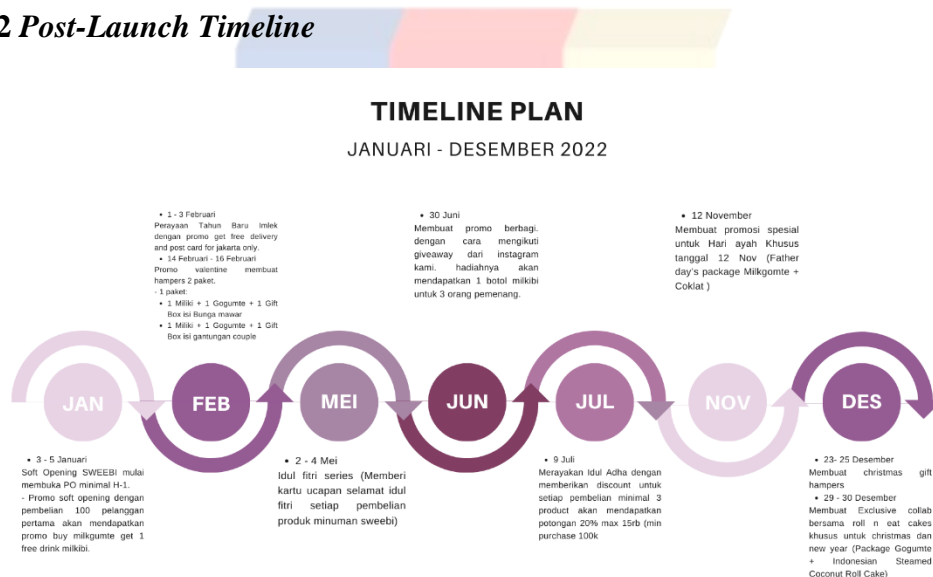 2 Post-Launch Timeline
TIMELINE PLAN
JANUARI - DESEMBER 2022
• 1 - 3 Februari
Perayaan Tahun Baru Imlek
dengan promo get free delivery
and post card for jakarta only.
• 14 Februari - 16 Februari
Promo valentine membuat
hampers 2 paket.
- 1 paket:
• 1 Miliki + 1 Gogumte + 1 Gift
Box isi Bunga mawar
• 1 Miliki + 1 Gogumte + 1 Gift
Box isi gantungan couple
• 30 Juni
Membuat promo berbagi.
dengan cara mengikuti
giveaway dari instagram
kami. hadiahnya akan
mendapatkan 1 botol milkibi
untuk 3 orang pemenang.
• 12 November
Membuat promosi spesial
untuk Hari ayah Khusus
tanggal 12 Nov (Father
day's package Milkgomte +
Coklat )
JAN
FEB
MEI
JUN
JUL
NOV
DES
• 3 - 5 Januari
Soft Opening SWEEBI mulai
membuka PO minimal H-1.
- Promo soft opening dengan
pembelian 100 pelanggan
pertama akan mendapatkan
promo buy milkgumte get 1
free drink milkibi.
• 2 - 4 Mei
Idul fitri series (Memberi
kartu ucapan selamat idul
fitri setiap pembelian
produk minuman sweebi)
• 9 Juli
Merayakan Idul Adha dengan
memberikan discount untuk
setiap pembelian minimal 3
product akan mendapatkan
potongan 20% max 15rb (min
purchase 100k
• 23- 25 Desember
Membuat christmas gift
hampers
• 29 - 30 Desember
Membuat Exclusive collab
bersama roll n eat cakes
khusus untuk christmas dan
new year (Package Gogumte
+ Indonesian Steamed
Coconut Roll Cake)